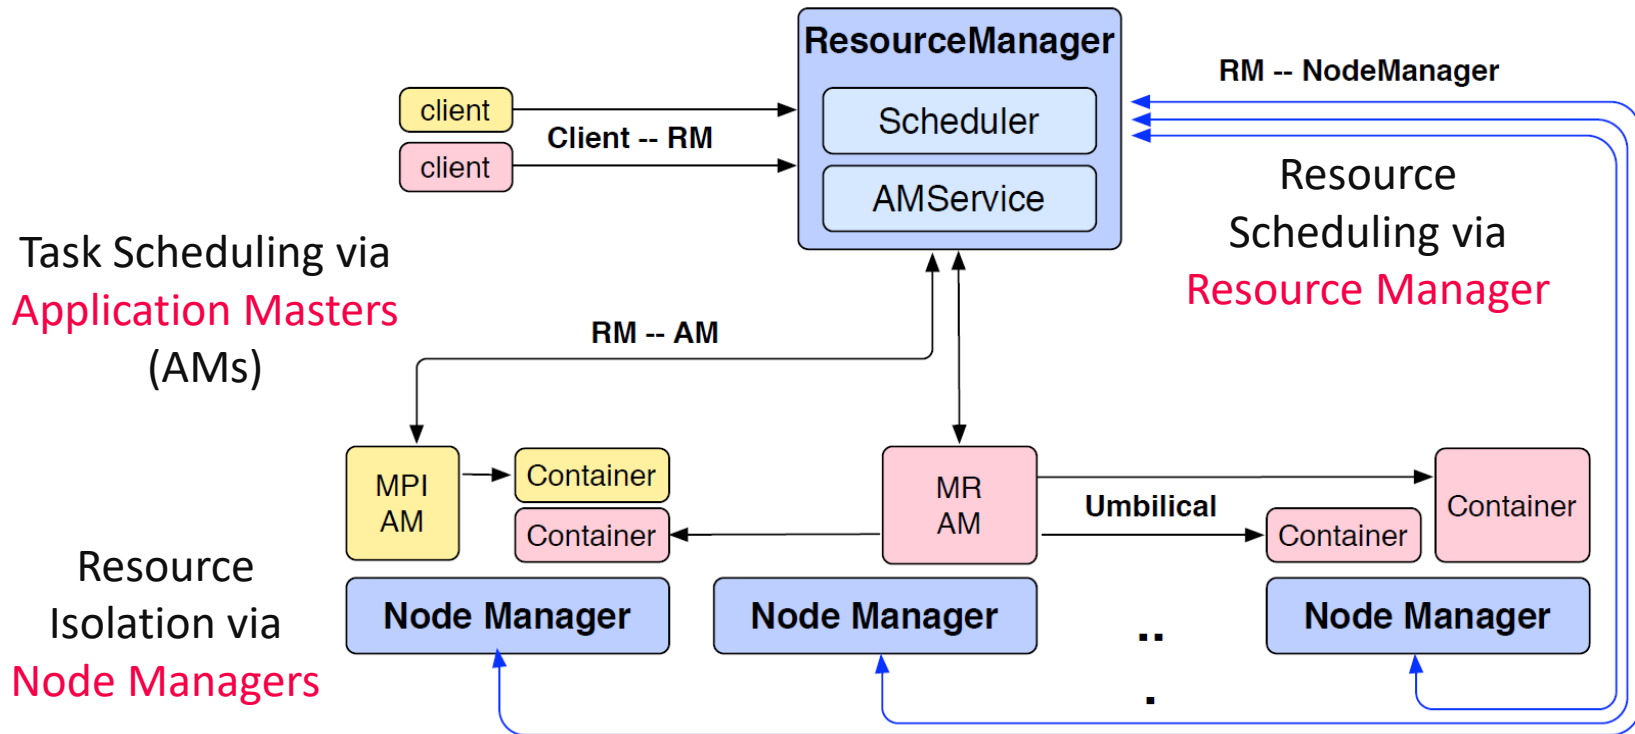 ResourceManager
RM -- NodeManager
client
Scheduler
Client -- RM
client
AMService
Resource
Scheduling via
Resource Manager
Task Scheduling via
Application Masters
(AMs)
RM -- AM
MPI
AM
Container
Container
MR
AM
Umbilical
Container
Container
Resource
Isolation via
Node Managers
Node Manager
Node Manager
..
.
Node Manager